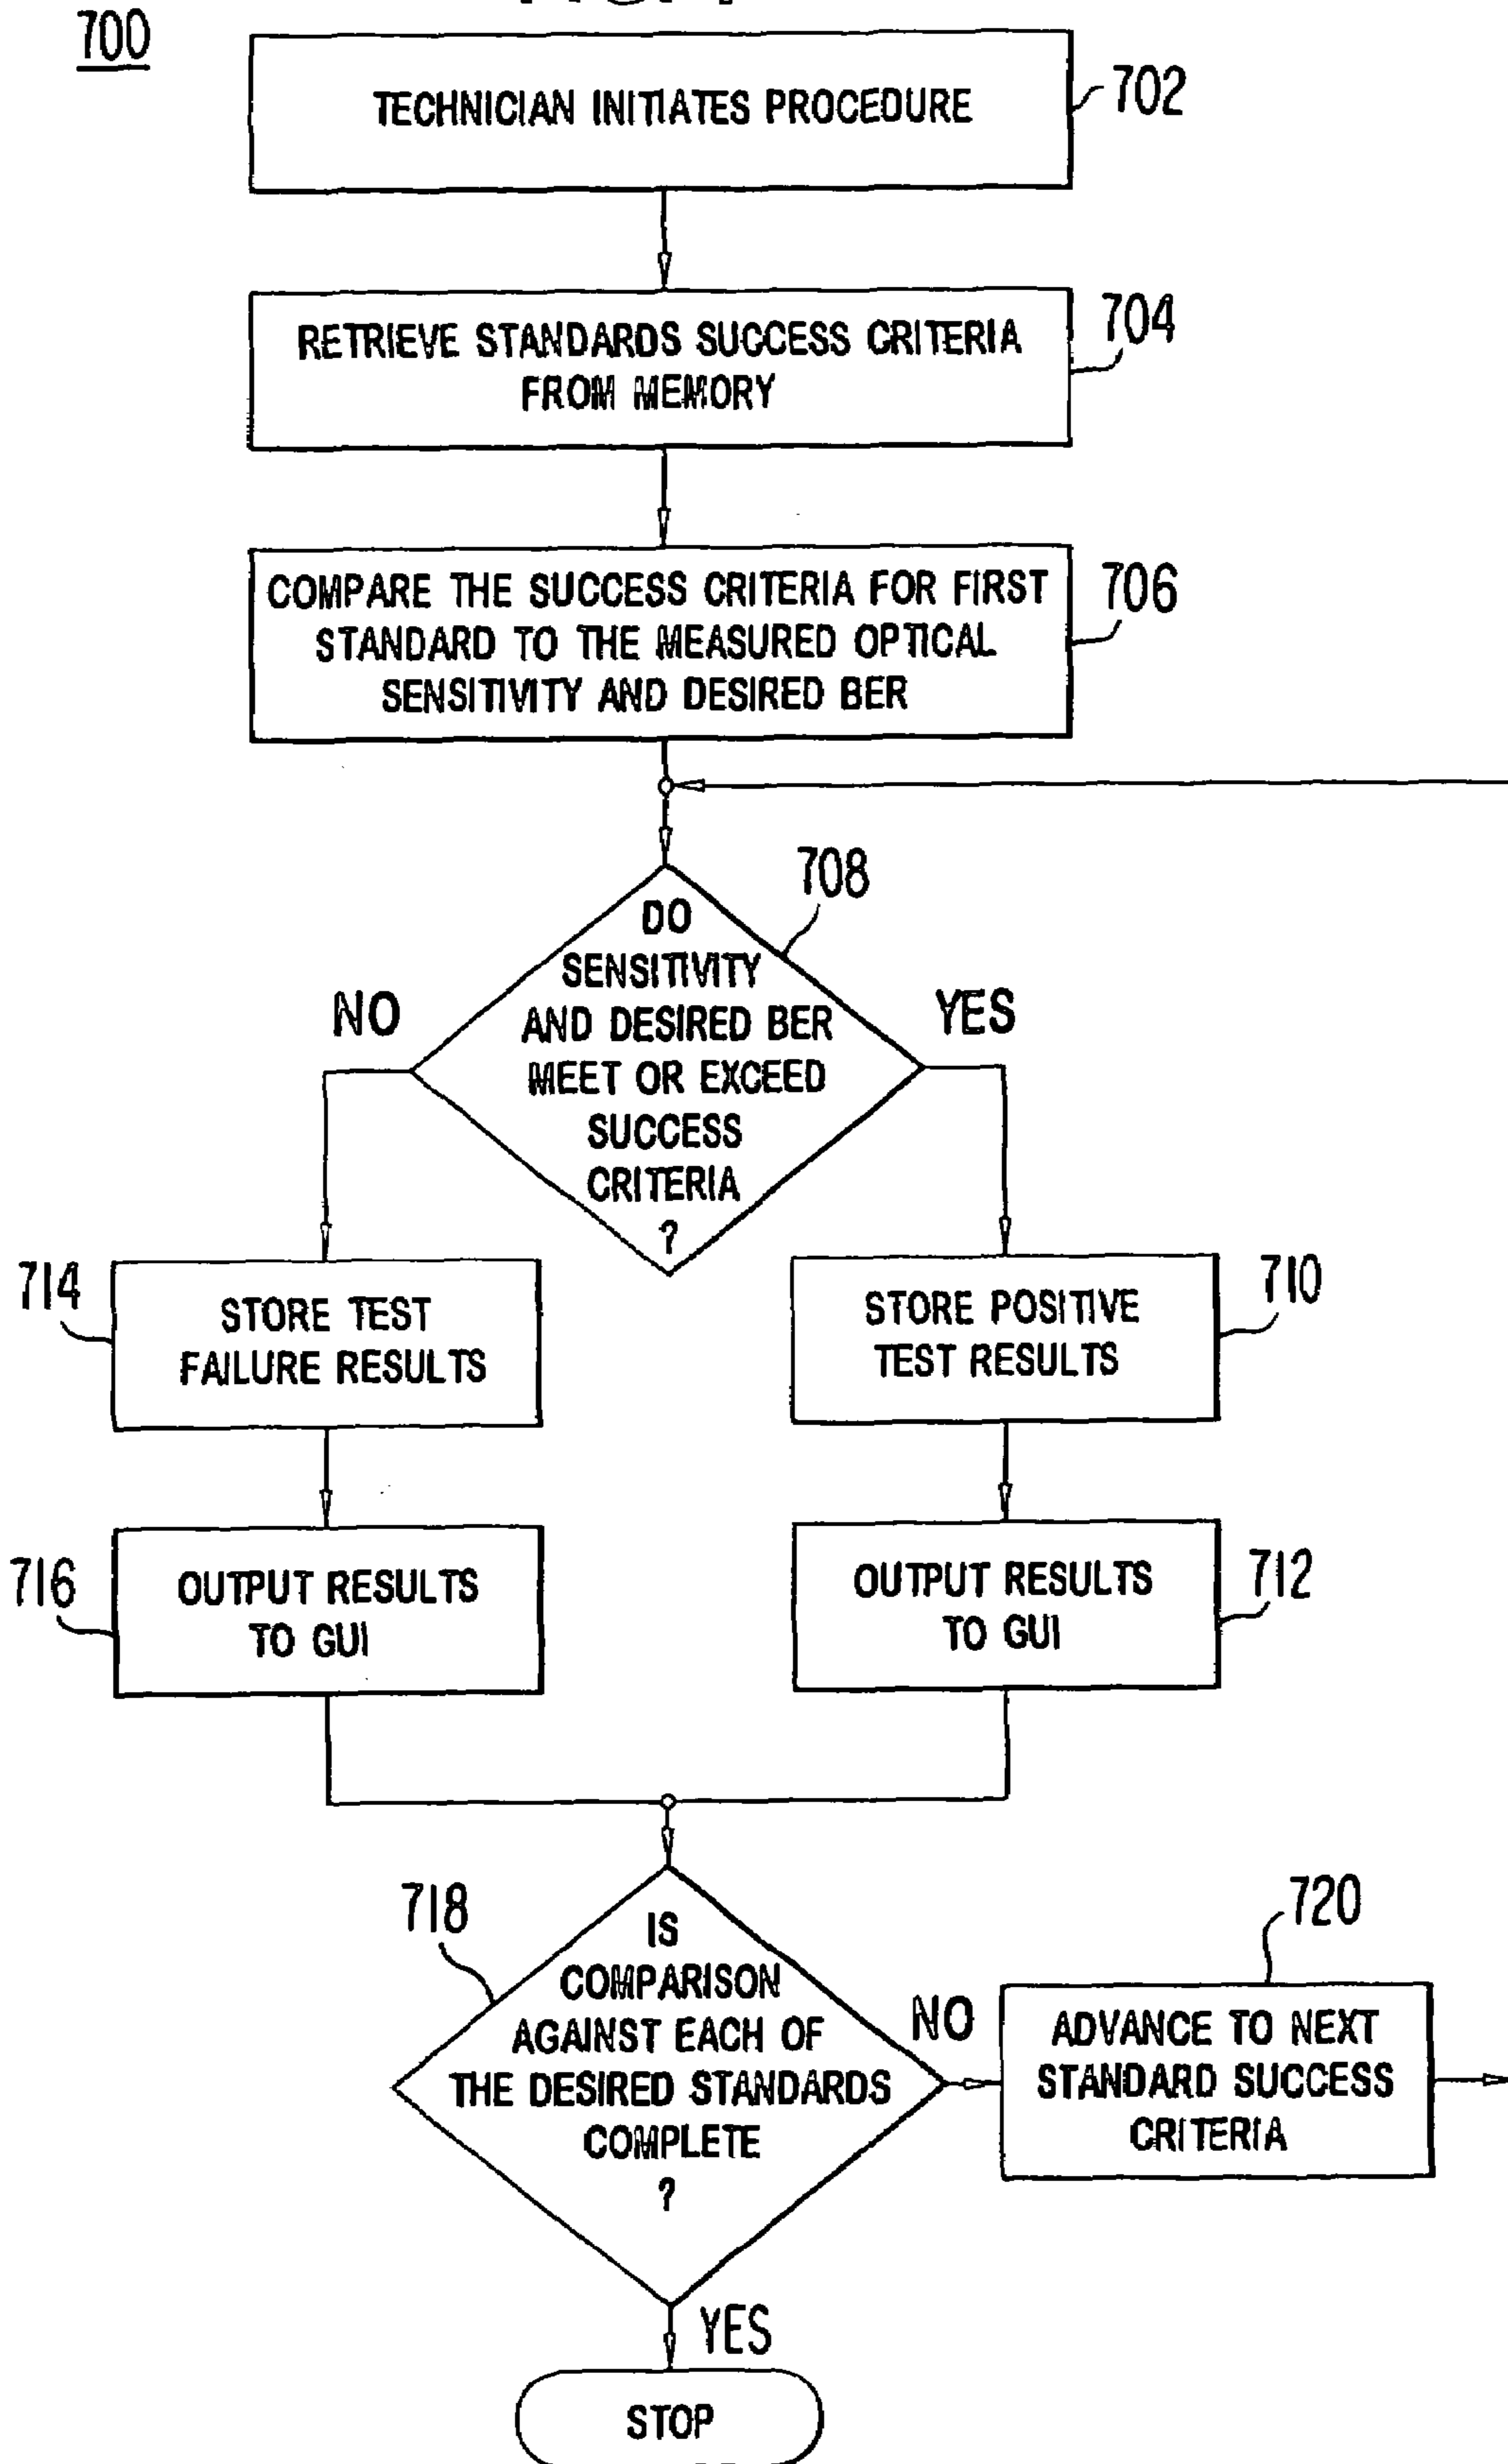 700
TECHNICIAN INITIATES PROCEDURE
702
RETRIEVE STANDARDS SUCCESS CRITERIA
FROM MEMORY
704
COMPARE THE SUCCESS CRITERIA FOR FIRST
STANDARD TO THE MEASURED OPTICAL
SENSITIVITY AND DESIRED BER
706
708
DO
SENSITIVITY
AND DESIRED BER
MEET OR EXCEED
SUCCESS
CRITERIA
?
NO
YES
714
STORE TEST
FAILURE RESULTS
STORE POSITIVE
TEST RESULTS
710
716
OUTPUT RESULTS
TO GUI
OUTPUT RESULTS
TO GUI
712
718
IS
COMPARISON
AGAINST EACH OF
THE DESIRED STANDARDS
COMPLETE
?
NO
720
ADVANCE TO NEXT
STANDARD SUCCESS
CRITERIA
YES
STOP